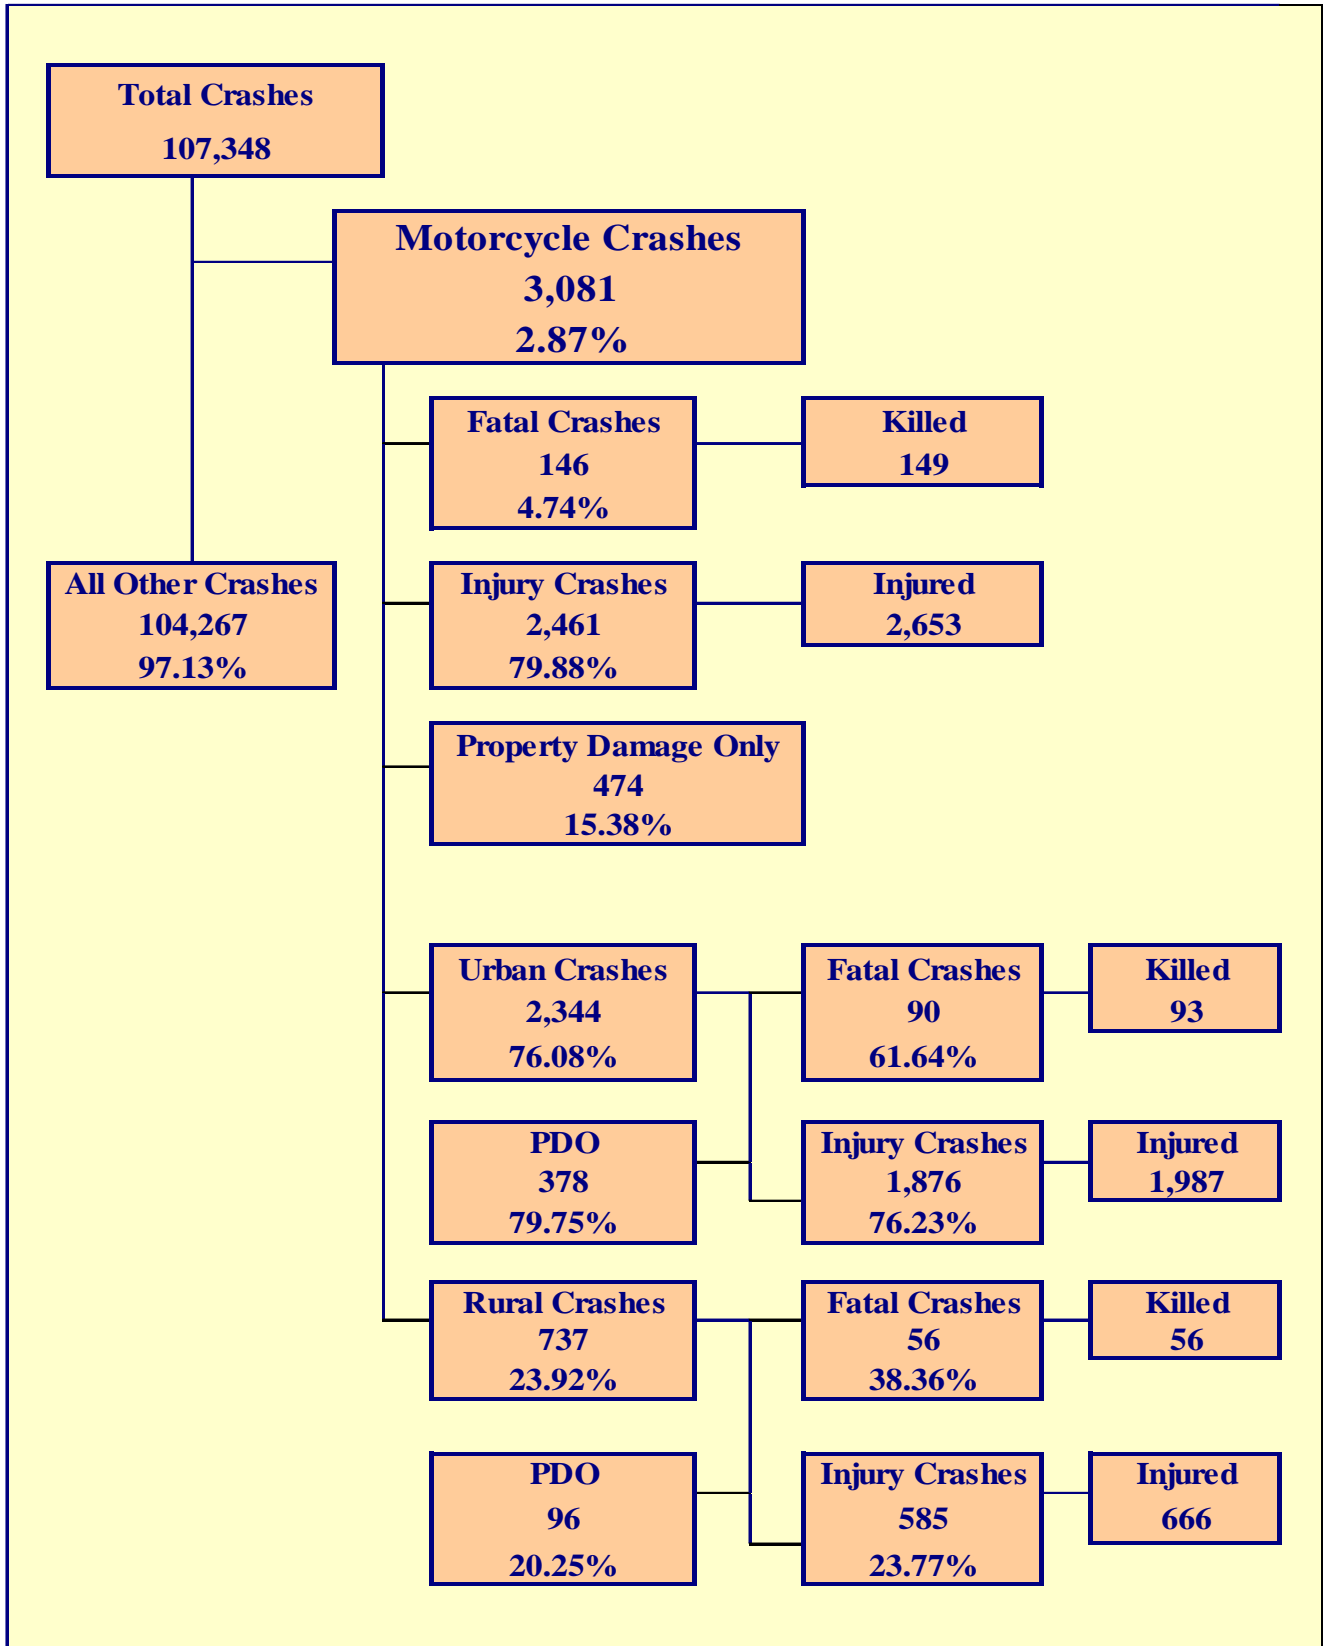 Total Crashes
107,348
Motorcycle Crashes
3,081
2.87%
Fatal Crashes
146
4.74%
Killed
149
All Other Crashes
104,267
97.13%
Injury Crashes
2,461
79.88%
Injured
2,653
Property Damage Only
474
15.38%
Urban Crashes
2,344
76.08%
Fatal Crashes
90
61.64%
Killed
93
PDO
378
79.75%
Injury Crashes
1,876
76.23%
Injured
1,987
Rural Crashes
737
23.92%
Fatal Crashes
56
38.36%
Killed
56
PDO
96
20.25%
Injury Crashes
585
23.77%
Injured
666